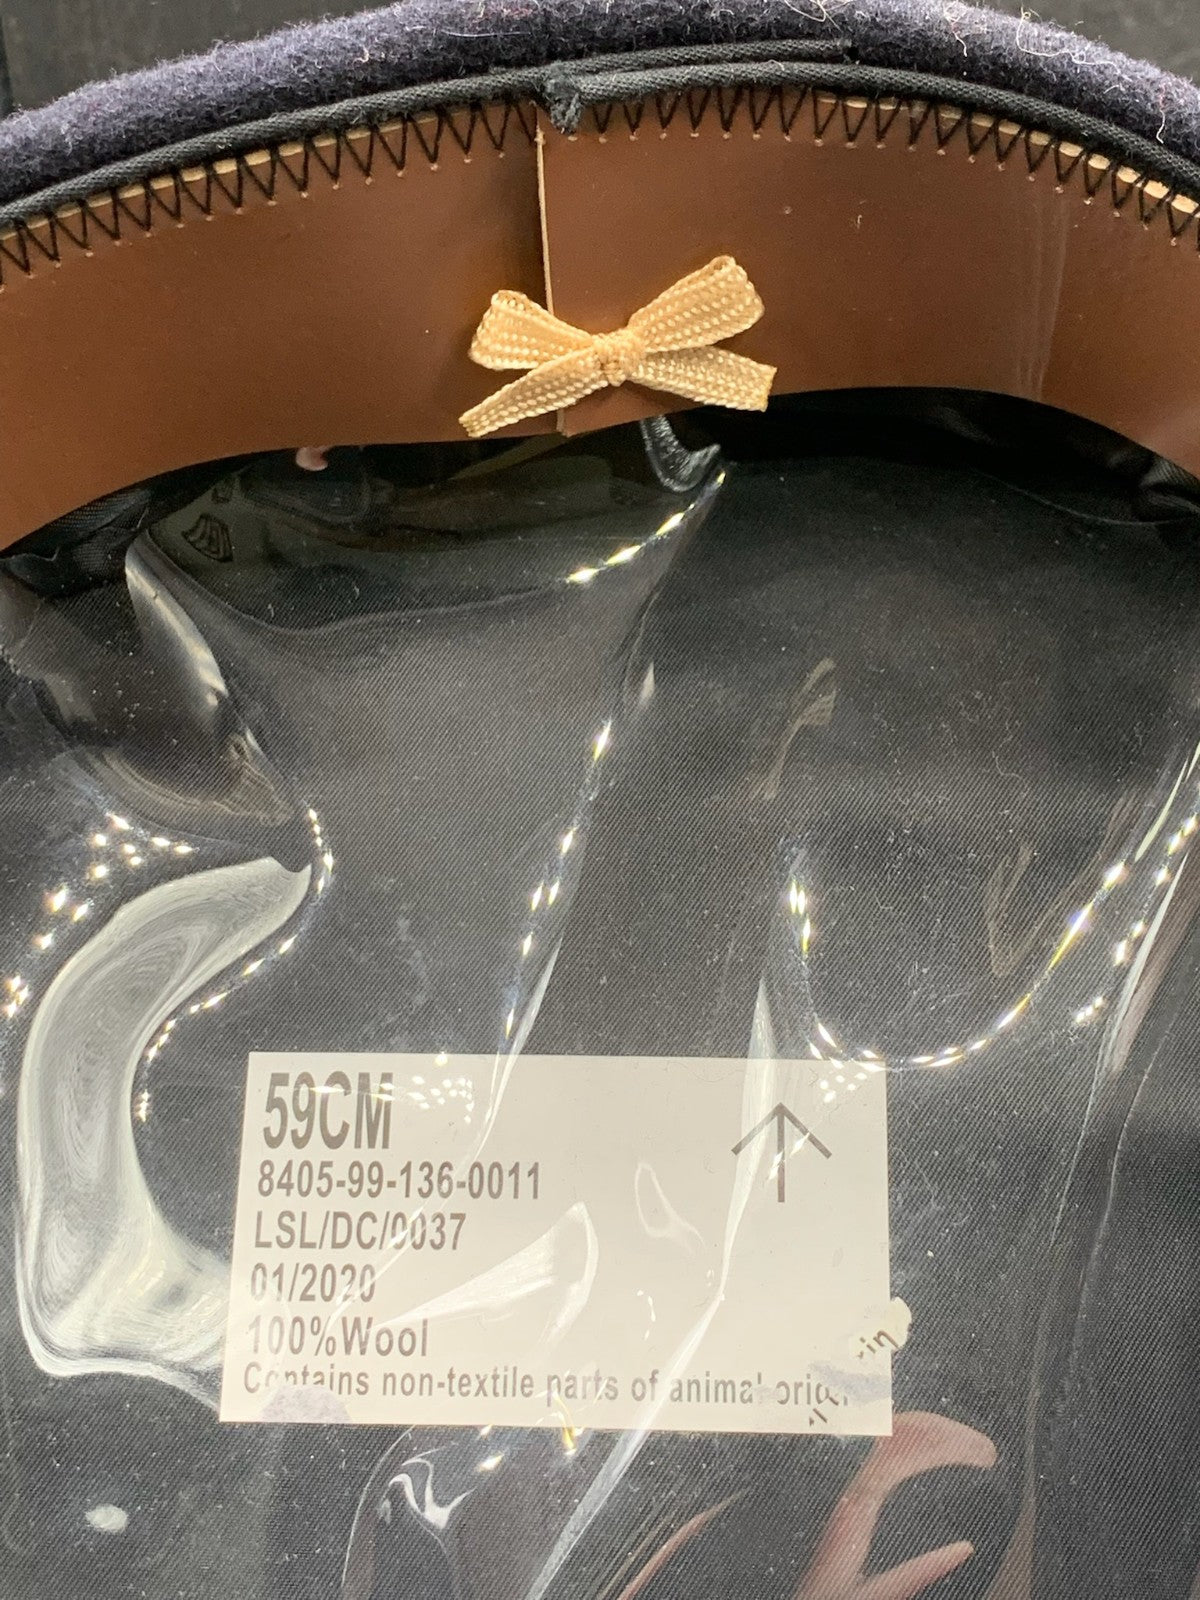 59CM
8405-99-136-0011
LSL/DC/0037
01/2020
100%Wool
Contains non-textile parts of animal origin